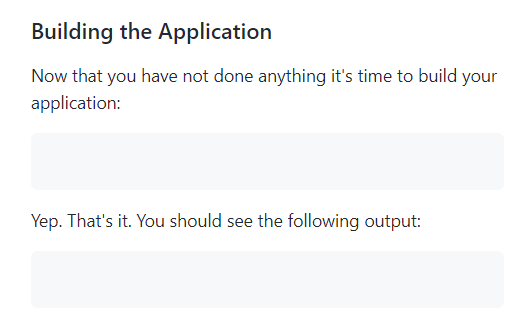 Building the Application
Now that you have not done anything it's time to build your
application:
Yep. That's it. You should see the following output: